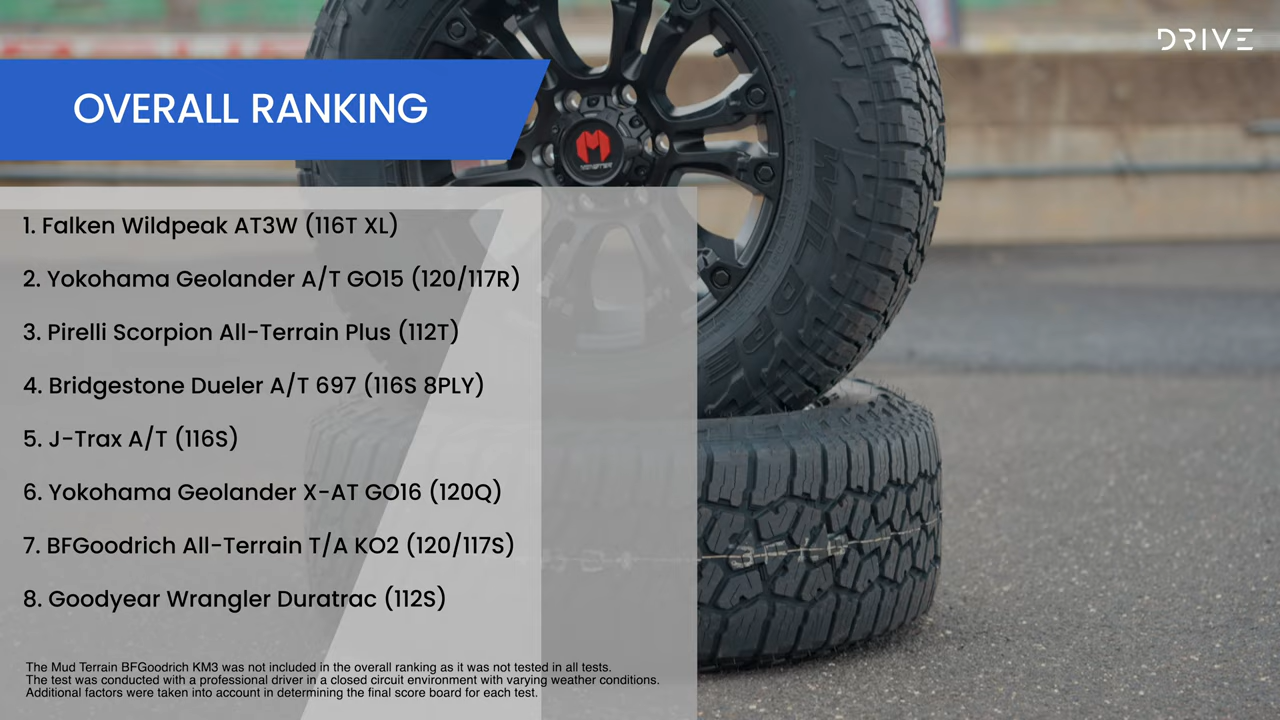 DRIVE
OVERALL RANKING
1. Falken Wildpeak AT3W (116T XL)
2. Yokohama Geolander A/T GO15 (120/117R)
3. Pirelli Scorpion All-Terrain Plus (112T)
4. Bridgestone Dueler A/T 697 (116S 8PLY)
5. J-Trax A/T (116S)
6. Yokohama Geolander X-AT GO16 (120Q)
7. BFGoodrich All-Terrain T/A KO2 (120/117S)
8. Goodyear Wrangler Duratrac (112S)
The Mud Terrain BFGoodrich KM3 was not included in the overall ranking as it was not tested in all tests.
The test was conducted with a professional driver in a closed circuit environment with varying weather conditions.
Additional factors were taken into account in determining the final score board for each test.